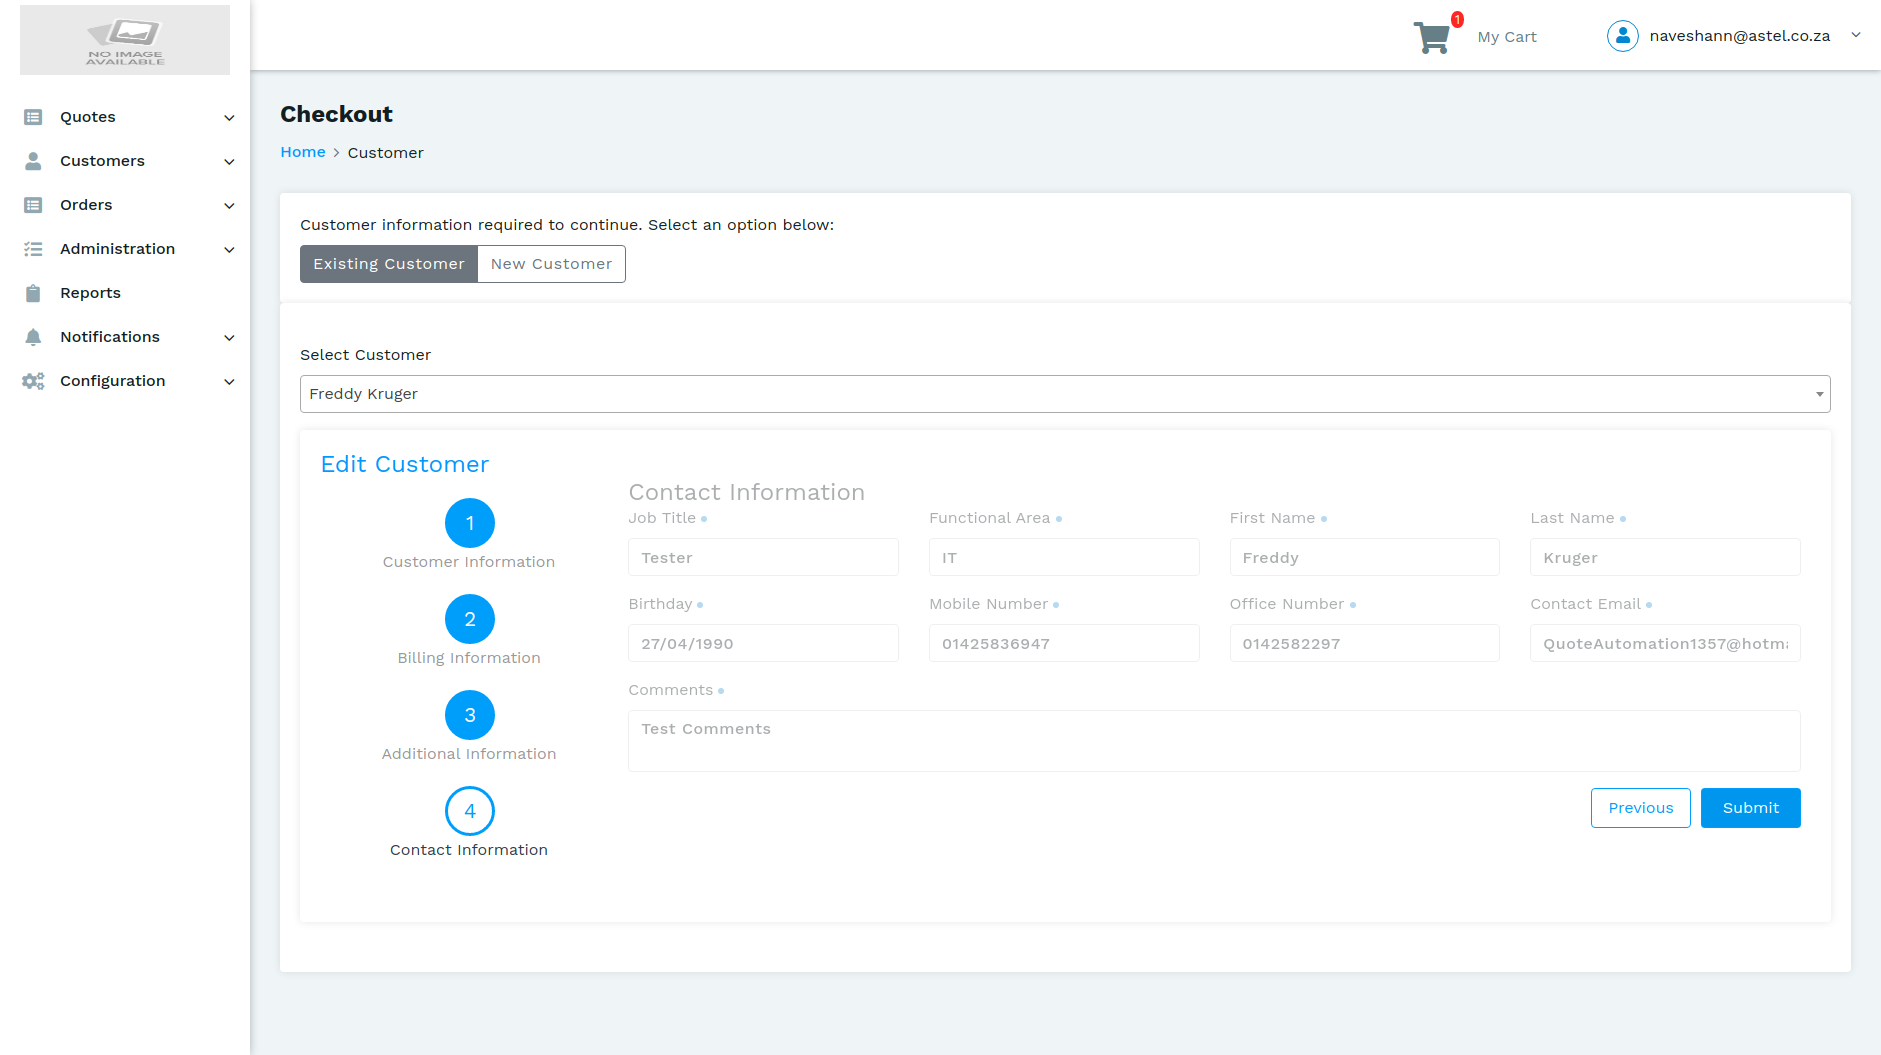 NO IMAGE
AVAILABLE
1
My Cart
naveshann@astel.co.za
Quotes
Customers
Orders
Administration
Reports
Notifications
Configuration
Checkout
Home > Customer
Customer information required to continue. Select an option below:
Existing Customer New Customer
Select Customer
Freddy Kruger
Edit Customer
1
Customer Information
2
Billing Information
3
Additional Information
4
Contact Information
Contact Information
Job Title Functional Area First Name Last Name
Tester IT Freddy Kruger
Birthday Mobile Number Office Number Contact Email
27/04/1990 01425836947 0142582297 QuoteAutomation1357@hotm
Comments
Test Comments
Previous Submit